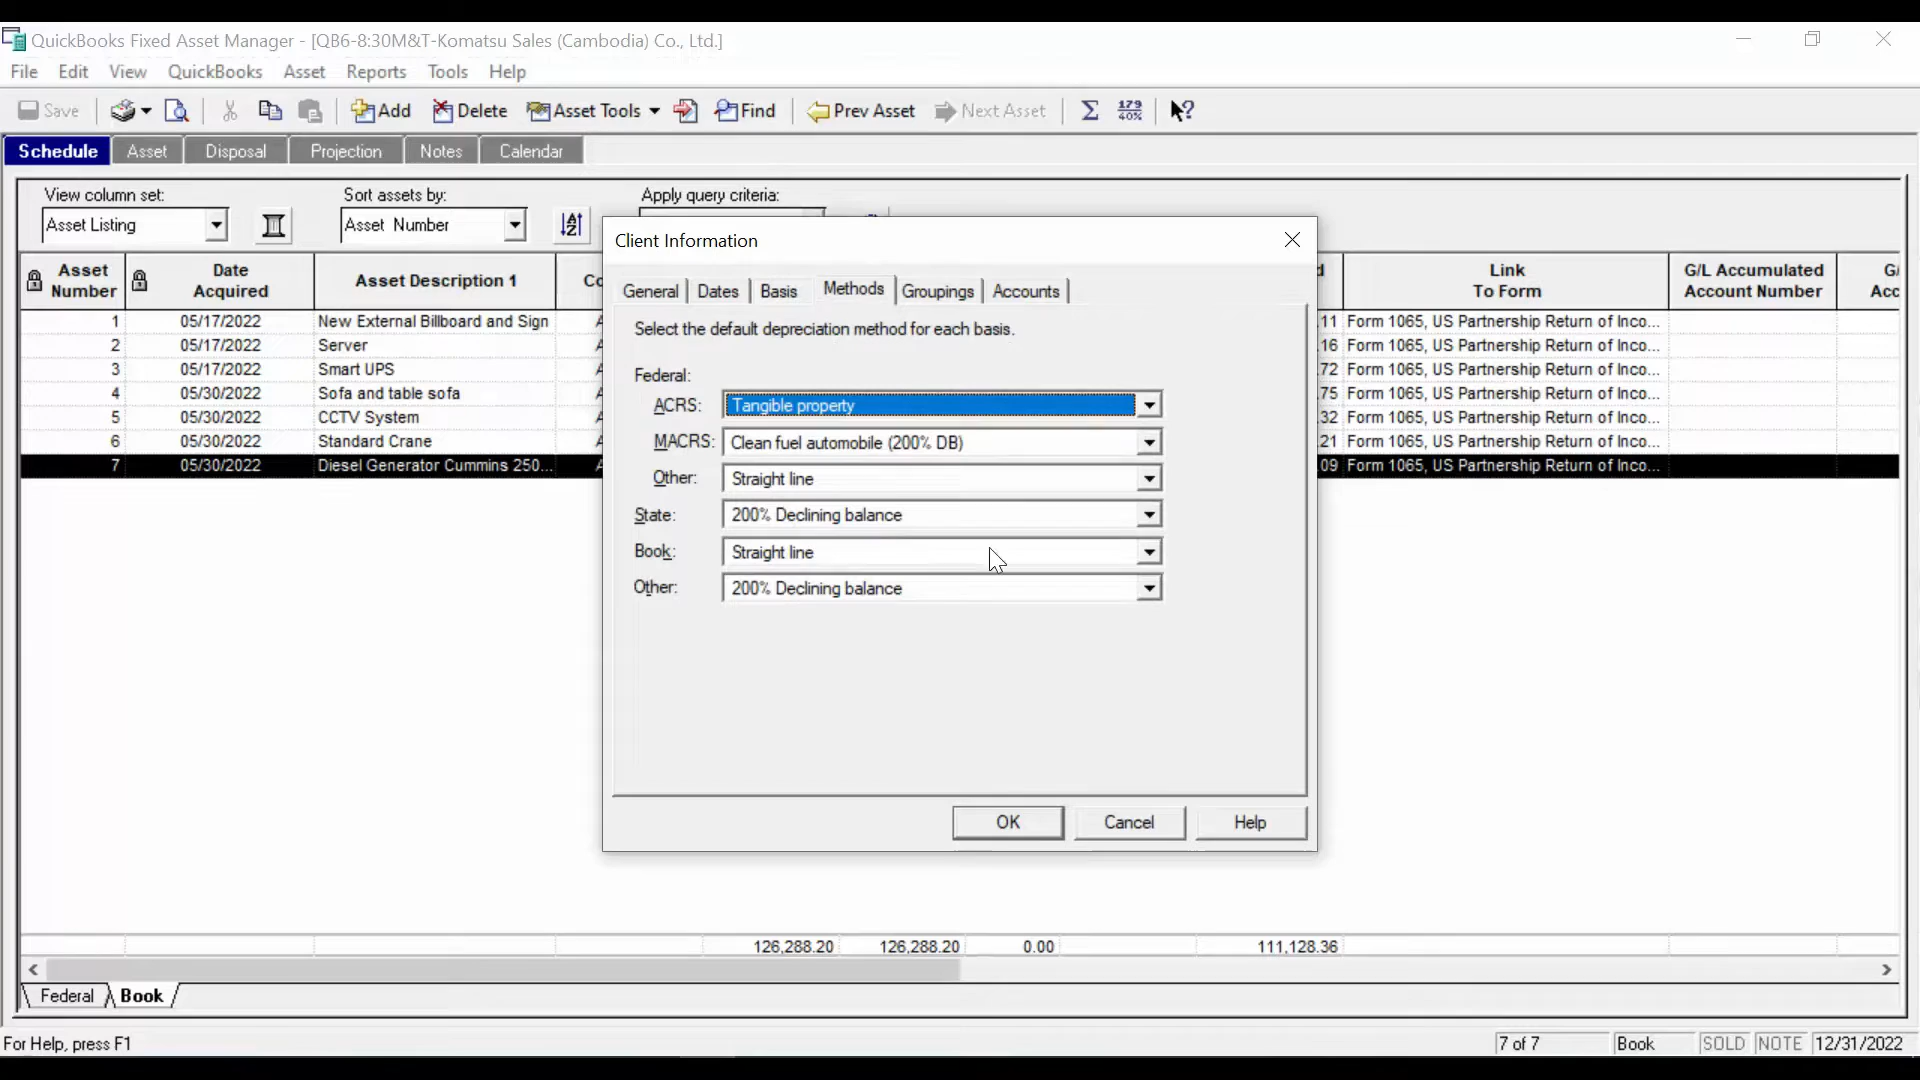 QuickBooks Fixed Asset Manager - [QB6-8:30M&T-Komatsu Sales (Cambodia) Co., Ltd.]
File Edit View QuickBooks Asset Reports Tools Help
Save Add Delete Asset Tools Find Prev Asset Next Asset Σ 179 40% ?
Schedule Asset Disposal Projection Notes Calendar
View column set: Sort assets by: Apply query criteria:
Asset Listing Asset Number
Client Information
General Dates Basis Methods Groupings Accounts
Select the default depreciation method for each basis.
Federal:
ACRS: Tangible property
MACRS: Clean fuel automobile (200% DB)
Other: Straight line
State: 200% Declining balance
Book: Straight line
Other: 200% Declining balance
OK Cancel Help
Asset Number Date Acquired Asset Description 1 Co d Link To Form G/L Accumulated Account Number G/ Acc
1 05/17/2022 New External Billboard and Sign .11 Form 1065, US Partnership Return of Inco...
2 05/17/2022 Server .16 Form 1065, US Partnership Return of Inco...
3 05/17/2022 Smart UPS .72 Form 1065, US Partnership Return of Inco...
4 05/30/2022 Sofa and table sofa .75 Form 1065, US Partnership Return of Inco...
5 05/30/2022 CCTV System .32 Form 1065, US Partnership Return of Inco...
6 05/30/2022 Standard Crane .21 Form 1065, US Partnership Return of Inco...
7 05/30/2022 Diesel Generator Cummins 250... .09 Form 1065, US Partnership Return of Inco...
126,288.20 126,288.20 0.00 111,128.36
Federal Book
For Help, press F1 7 of 7 Book SOLD NOTE 12/31/2022